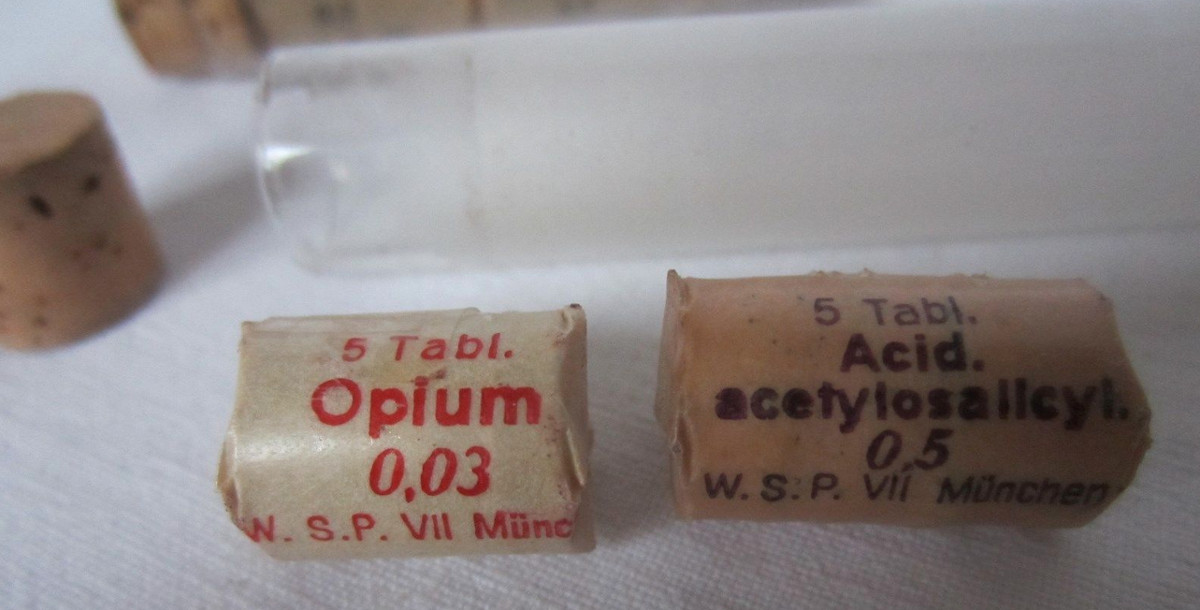 5 Tabl.
Opium
0,03
W. S.P. VII Münc
5 Tabl.
Acid.
acetylosalicyl.
0,5
W. S. P. VII München